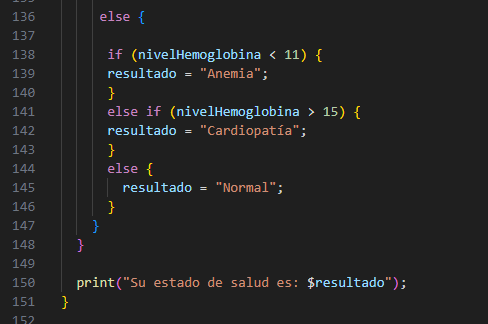 136 else {
137
138 if (nivelHemoglobina < 11) {
139 resultado = "Anemia";
140 }
141 else if (nivelHemoglobina > 15) {
142 resultado = "Cardiopatía";
143 }
144 else {
145 resultado = "Normal";
146 }
147 }
148 }
149
150 print("Su estado de salud es: $resultado");
151 }
152